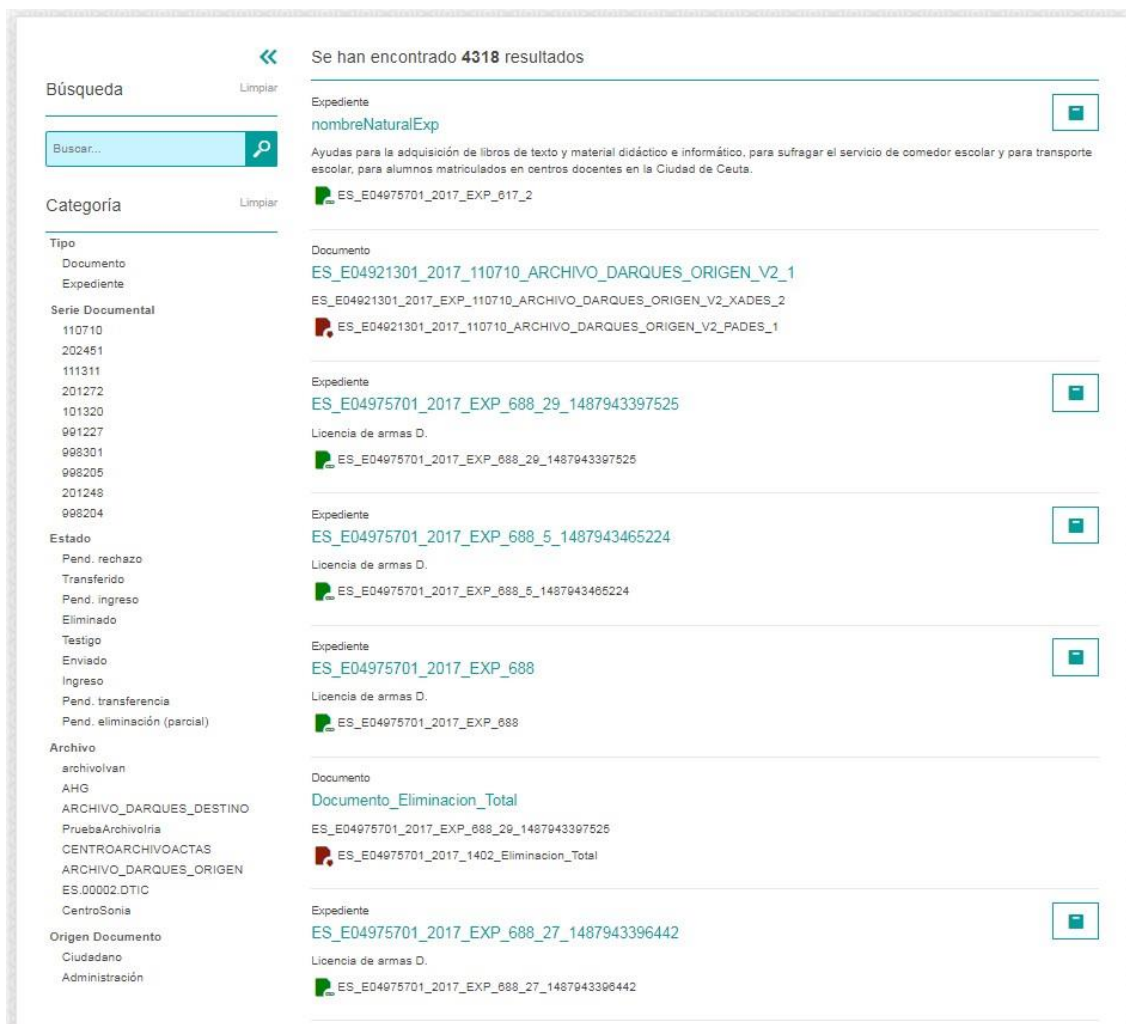 Búsqueda
Limpiar
Buscar...
Categoría
Limpiar
Tipo
Documento
Expediente
Serie Documental
110710
202451
111311
201272
101320
991227
998301
998205
201248
998204
Estado
Pend. rechazo
Transferido
Pend. ingreso
Eliminado
Testigo
Enviado
Ingreso
Pend. transferencia
Pend. eliminación (parcial)
Archivo
archivoIvan
AHG
ARCHIVO_DARQUES_DESTINO
PruebaArchivoIria
CENTROARCHIVOACTAS
ARCHIVO_DARQUES_ORIGEN
ES.00002.DTIC
CentroSonia
Origen Documento
Ciudadano
Administración
Se han encontrado 4318 resultados
Expediente
nombreNaturalExp
Ayudas para la adquisición de libros de texto y material didáctico e informático, para sufragar el servicio de comedor escolar y para transporte
escolar, para alumnos matriculados en centros docentes en la Ciudad de Ceuta.
ES_E04975701_2017_EXP_617_2
Documento
ES_E04921301_2017_110710_ARCHIVO_DARQUES_ORIGEN_V2_1
ES_E04921301_2017_EXP_110710_ARCHIVO_DARQUES_ORIGEN_V2_XADES_2
ES_E04921301_2017_110710_ARCHIVO_DARQUES_ORIGEN_V2_PADES_1
Expediente
ES_E04975701_2017_EXP_688_29_1487943397525
Licencia de armas D.
ES_E04975701_2017_EXP_688_29_1487943397525
Expediente
ES_E04975701_2017_EXP_688_5_1487943465224
Licencia de armas D.
ES_E04975701_2017_EXP_688_5_1487943465224
Expediente
ES_E04975701_2017_EXP_688
Licencia de armas D.
ES_E04975701_2017_EXP_688
Documento
Documento_Eliminacion_Total
ES_E04975701_2017_EXP_688_29_1487943397525
ES_E04975701_2017_1402_Eliminacion_Total
Expediente
ES_E04975701_2017_EXP_688_27_1487943396442
Licencia de armas D.
ES_E04975701_2017_EXP_688_27_1487943396442